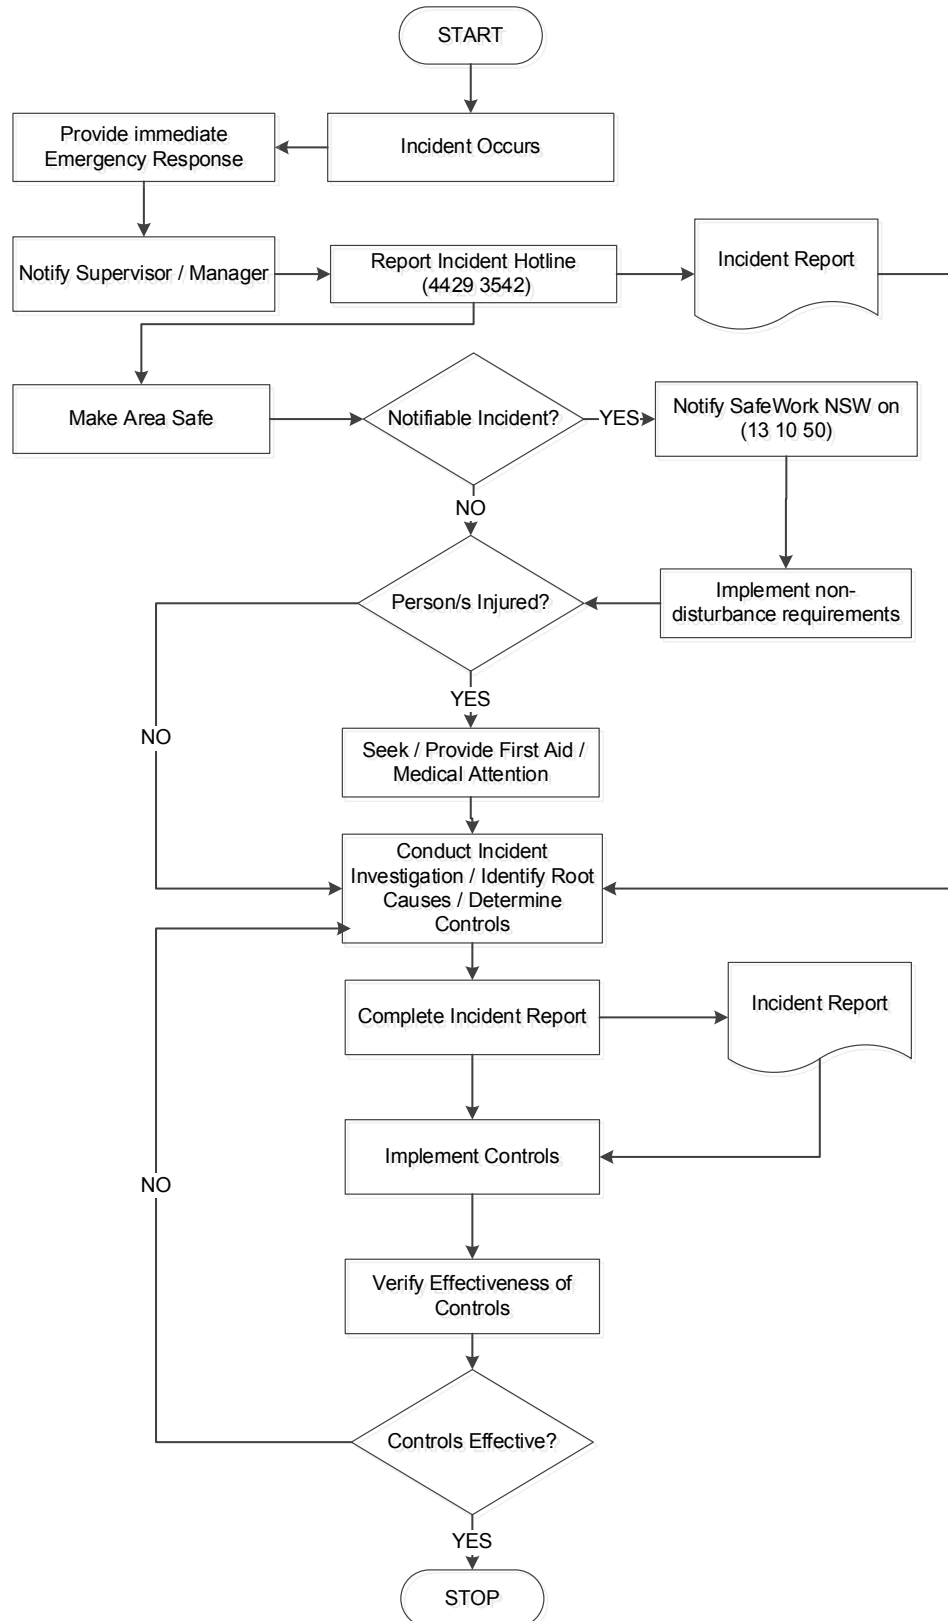 START
Provide immediate
Emergency Response
Incident Occurs
Notify Supervisor / Manager
Report Incident Hotline
(4429 3542)
Incident Report
Make Area Safe
Notifiable Incident?
YES
Notify SafeWork NSW on
(13 10 50)
NO
Person/s Injured?
Implement non-
disturbance requirements
YES
NO
Seek / Provide First Aid /
Medical Attention
Conduct Incident
Investigation / Identify Root
Causes / Determine
Controls
Complete Incident Report
Incident Report
Implement Controls
NO
Verify Effectiveness of
Controls
Controls Effective?
YES
STOP